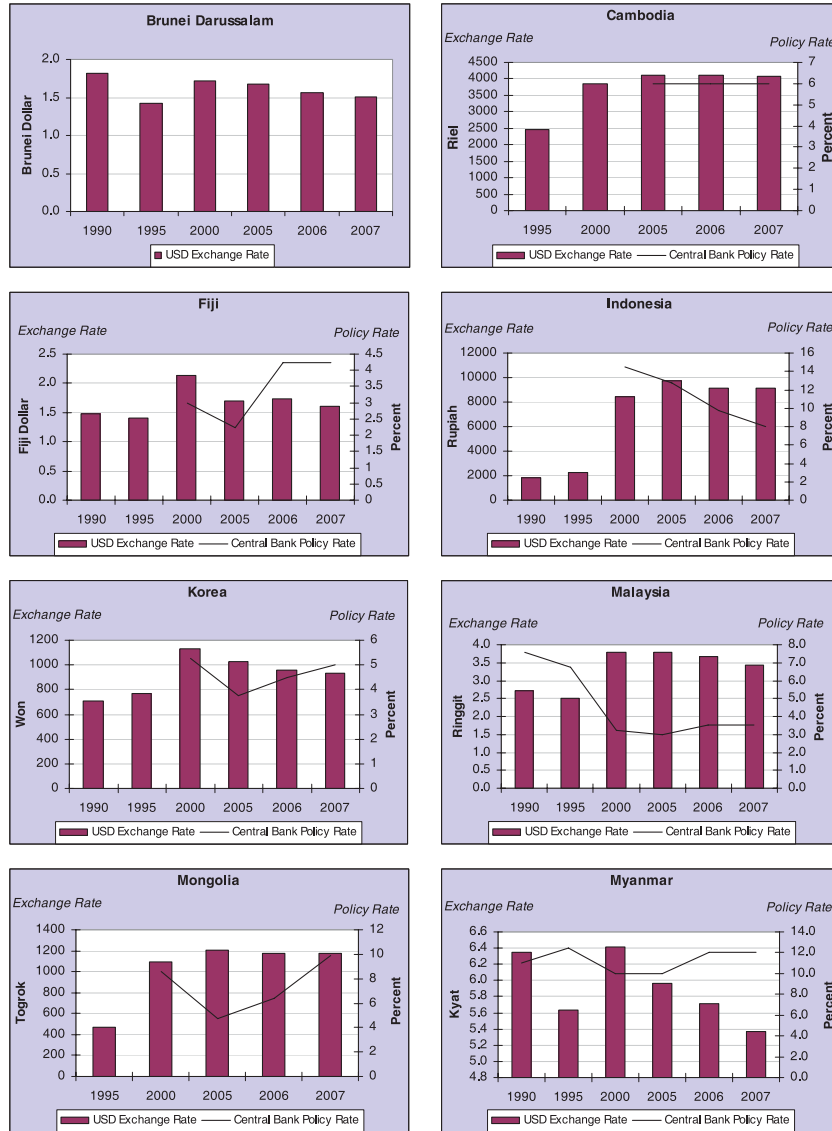 Brunei Darussalam
Brunei Dollar
2.0
1.5
1.0
0.5
0.0
1990 1995 2000 2005 2006 2007
USD Exchange Rate
Cambodia
Exchange Rate Policy Rate
Riel
4500
4000
3500
3000
2500
2000
1500
1000
500
0
7
6
5
4
3
2
1
0
Percent
1995 2000 2005 2006 2007
USD Exchange Rate Central Bank Policy Rate
Fiji
Exchange Rate Policy Rate
Fiji Dollar
2.5
2.0
1.5
1.0
0.5
0.0
4.5
4
3.5
3
2.5
2
1.5
1
0.5
0
Percent
1990 1995 2000 2005 2006 2007
USD Exchange Rate Central Bank Policy Rate
Indonesia
Exchange Rate Policy Rate
Rupiah
12000
10000
8000
6000
4000
2000
0
16
14
12
10
8
6
4
2
0
Percent
1990 1995 2000 2005 2006 2007
USD Exchange Rate Central Bank Policy Rate
Korea
Exchange Rate Policy Rate
Won
1200
1000
800
600
400
200
0
6
5
4
3
2
1
0
Percent
1990 1995 2000 2005 2006 2007
USD Exchange Rate Central Bank Policy Rate
Malaysia
Exchange Rate Policy Rate
Ringgit
4.0
3.5
3.0
2.5
2.0
1.5
1.0
0.5
0.0
8.0
7.0
6.0
5.0
4.0
3.0
2.0
1.0
0.0
Percent
1990 1995 2000 2005 2006 2007
USD Exchange Rate Central Bank Policy Rate
Mongolia
Exchange Rate Policy Rate
Togrok
1400
1200
1000
800
600
400
200
0
12
10
8
6
4
2
0
Percent
1995 2000 2005 2006 2007
USD Exchange Rate Central Bank Policy Rate
Myanmar
Exchange Rate Policy Rate
Kyat
6.6
6.4
6.2
6.0
5.8
5.6
5.4
5.2
5.0
4.8
14.0
12.0
10.0
8.0
6.0
4.0
2.0
0.0
Percent
1990 1995 2000 2005 2006 2007
USD Exchange Rate Central Bank Policy Rate